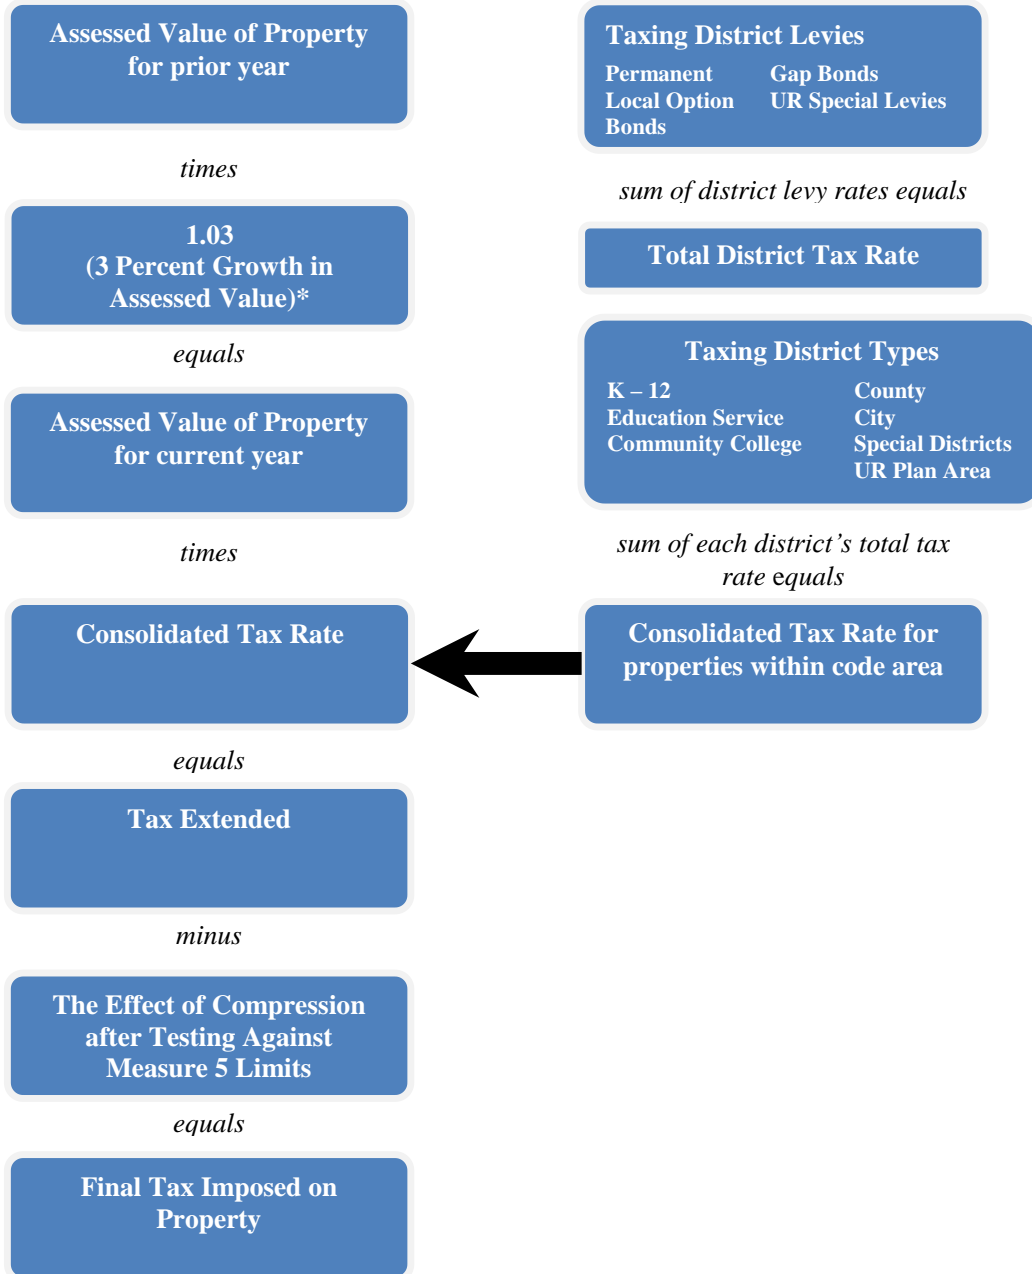 Assessed Value of Property
for prior year
times
1.03
(3 Percent Growth in
Assessed Value)*
equals
Assessed Value of Property
for current year
times
Consolidated Tax Rate
equals
Tax Extended
minus
The Effect of Compression
after Testing Against
Measure 5 Limits
equals
Final Tax Imposed on
Property
Taxing District Levies
Permanent
Local Option
Bonds
Gap Bonds
UR Special Levies
sum of district levy rates equals
Total District Tax Rate
Taxing District Types
K – 12
Education Service
Community College
County
City
Special Districts
UR Plan Area
sum of each district’s total tax
rate equals
Consolidated Tax Rate for
properties within code area